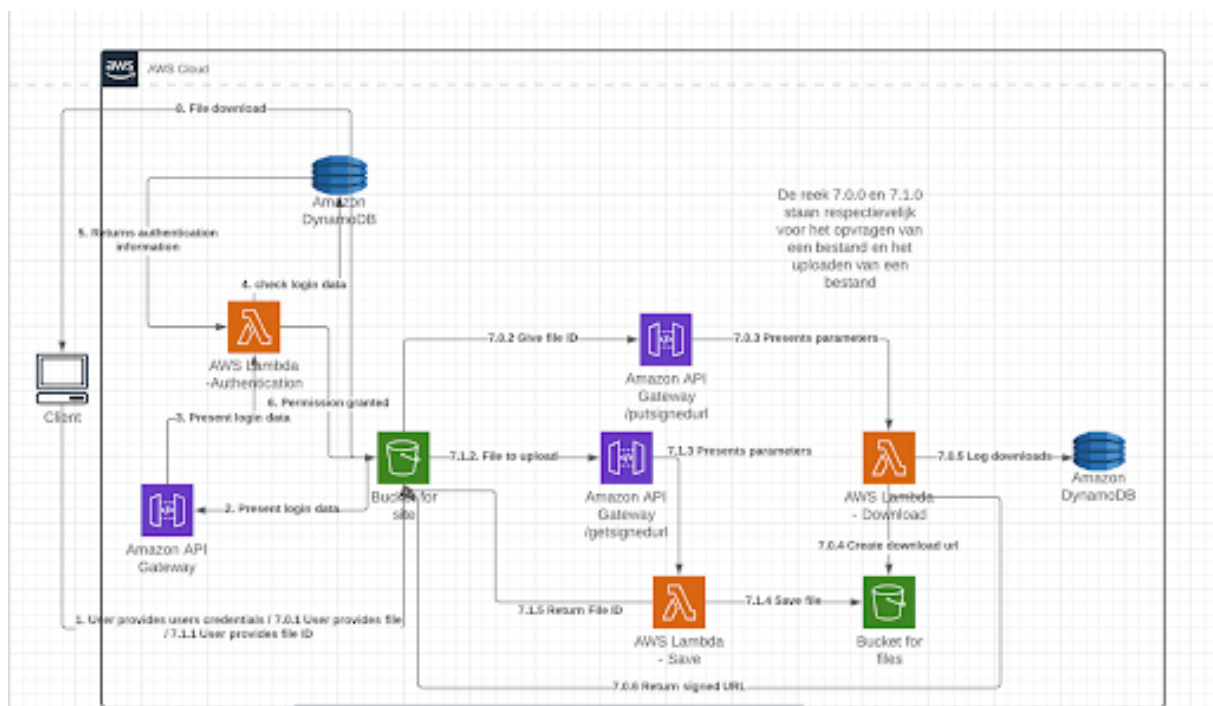 aws
AWS Cloud
8. File download
Amazon
DynamoDB
5. Returns authentication
information
4. check login data
De reek 7.0.0 en 7.1.0
staan respectievelijk
voor het opvragen van
een bestand en het
uploaden van een
bestand
AWS Lambda
-Authentication
Client
6. Permission granted
3. Present login data
7.0.2 Give file ID
Amazon API
Gateway
/putsignedurl
7.0.3 Presents parameters
7.1.2. File to upload
7.1.3 Presents parameters
7.0.5 Log downloads
Amazon
DynamoDB
Bucket for
site
Amazon API
Gateway
/getsignedurl
AWS Lambda
- Download
2. Present login data
Amazon API
Gateway
7.0.4 Create download url
7.1.5 Return File ID
7.1.4 Save file
1. User provides users credentials / 7.0.1 User provides file
/ 7.1.1 User provides file ID
AWS Lambda
- Save
Bucket for
files
7.0.6 Return signed URL